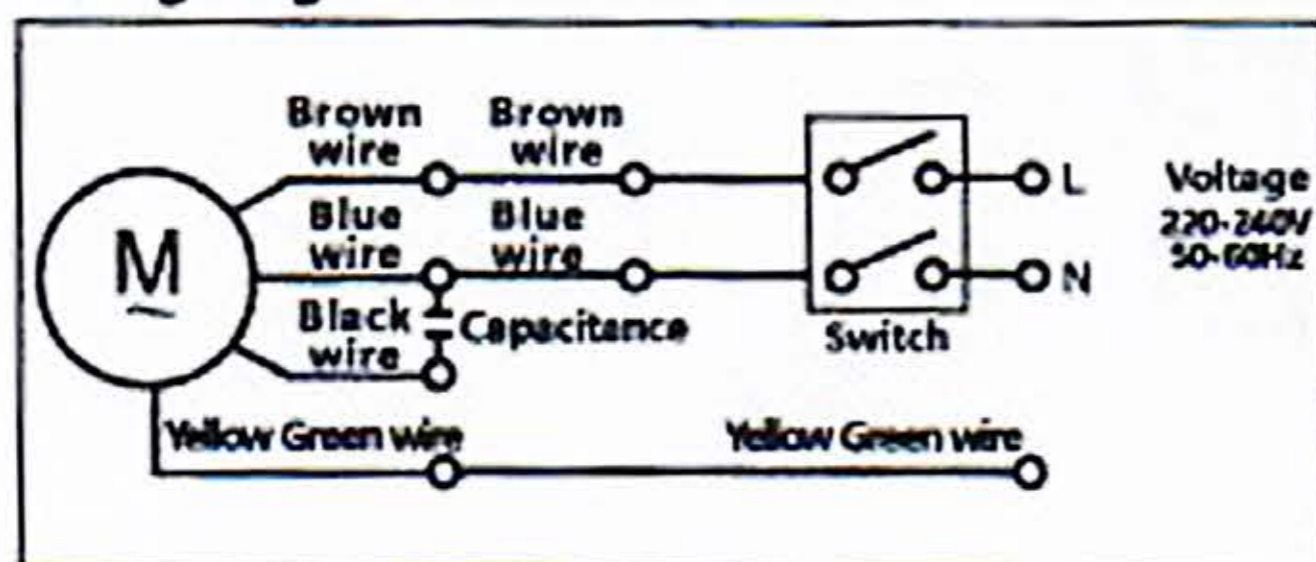 Brown wire
Brown wire
L
Voltage
220-240V
50-60Hz
Blue wire
Blue wire
N
M
Black wire
Capacitance
Switch
Yellow Green wire
Yellow Green wire